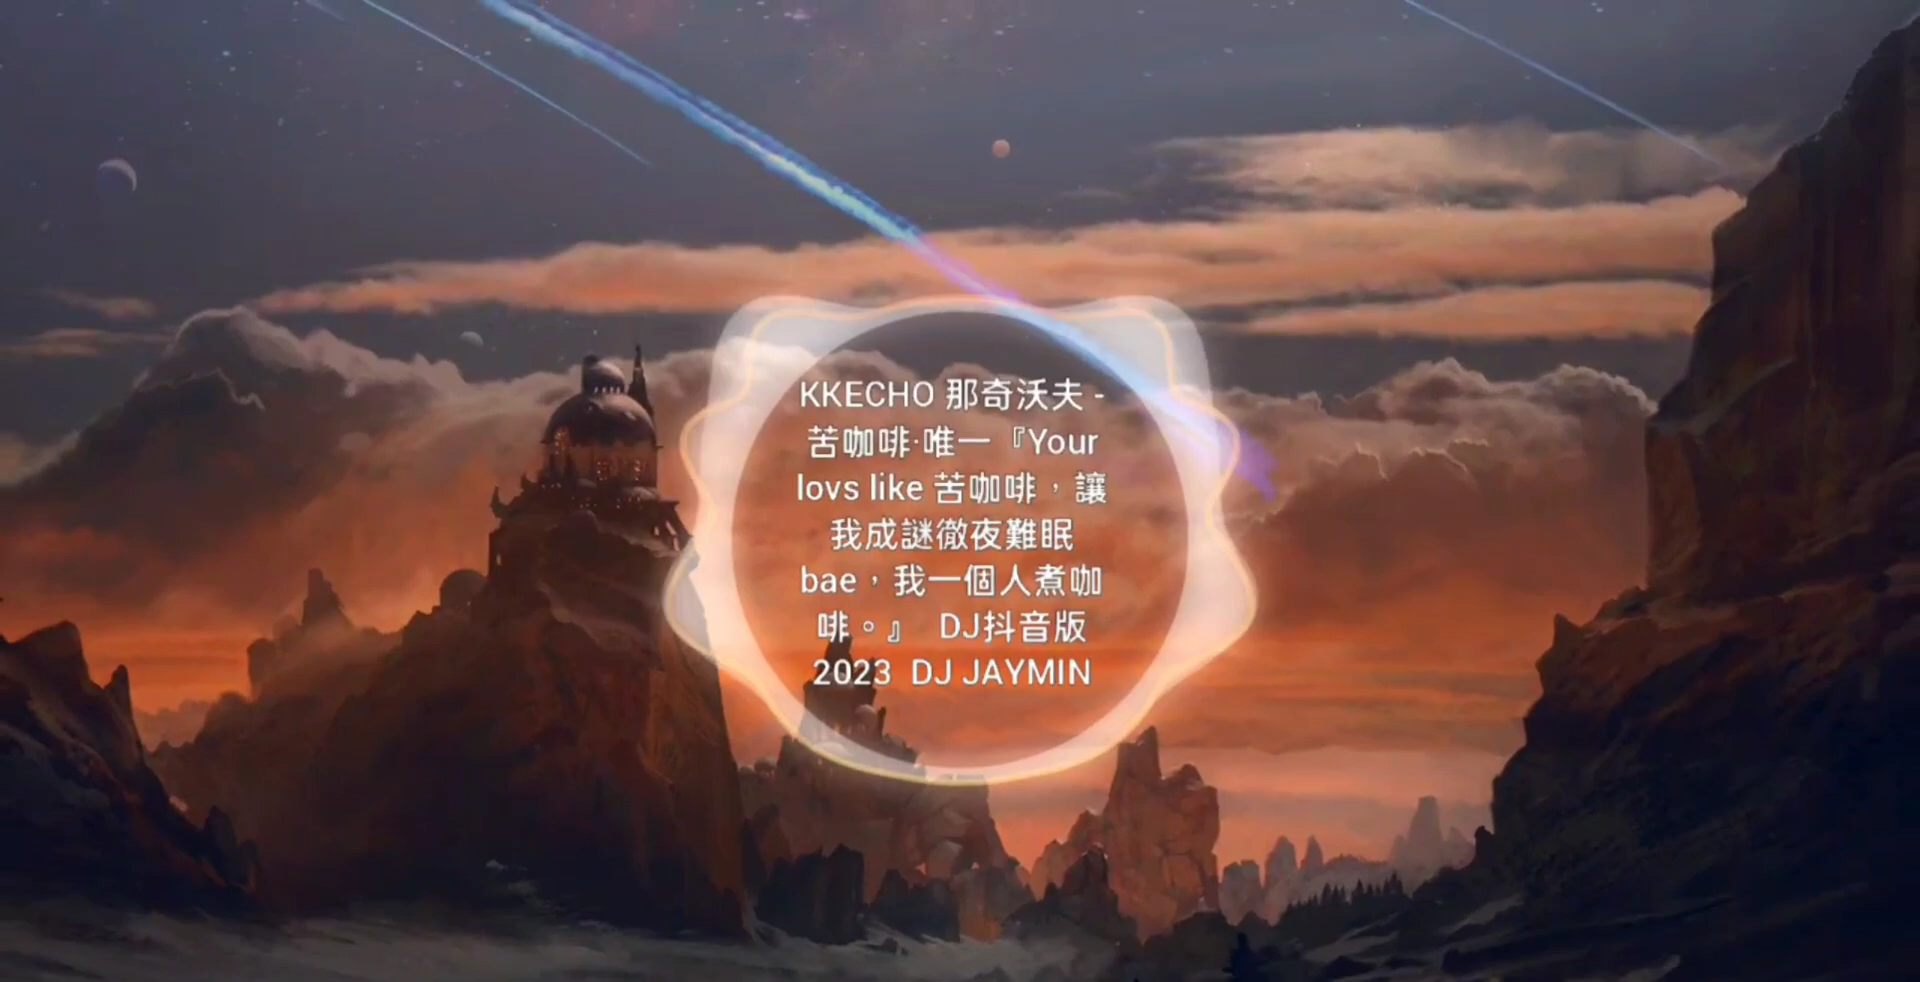 KKECHO 那奇沃夫 -
苦咖啡·唯一『Your
lovs like 苦咖啡，讓
我成謎徹夜難眠
bae，我一個人煮咖
啡。』 DJ抖音版
2023 DJ JAYMIN